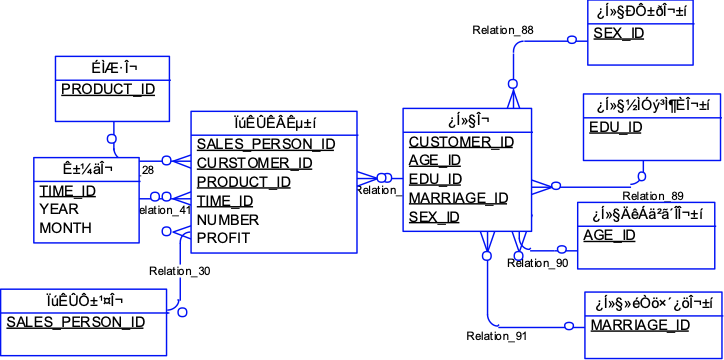 ÉÌÆ·Î¬
PRODUCT_ID
Ê±¼äÎ¬
TIME_ID
YEAR
MONTH
ÏúÊÛÔ±¹¤Î¬
SALES_PERSON_ID
28
elation_41
Relation_30
ÏúÊÛÊÂÊµ±í
SALES_PERSON_ID
CURSTOMER_ID
PRODUCT_ID
TIME_ID
NUMBER
PROFIT
Relation_
¿Í»§Î¬
CUSTOMER_ID
AGE_ID
EDU_ID
MARRIAGE_ID
SEX_ID
Relation_88
¿Í»§ÐÔ±ðÎ¬±í
SEX_ID
¿Í»§½ÌÓý³Ì¶ÈÎ¬±í
EDU_ID
Relation_89
¿Í»§ÄêÁä²ã´ÎÎ¬±í
AGE_ID
Relation_90
¿Í»§»éÒö×´¿öÎ¬±í
MARRIAGE_ID
Relation_91